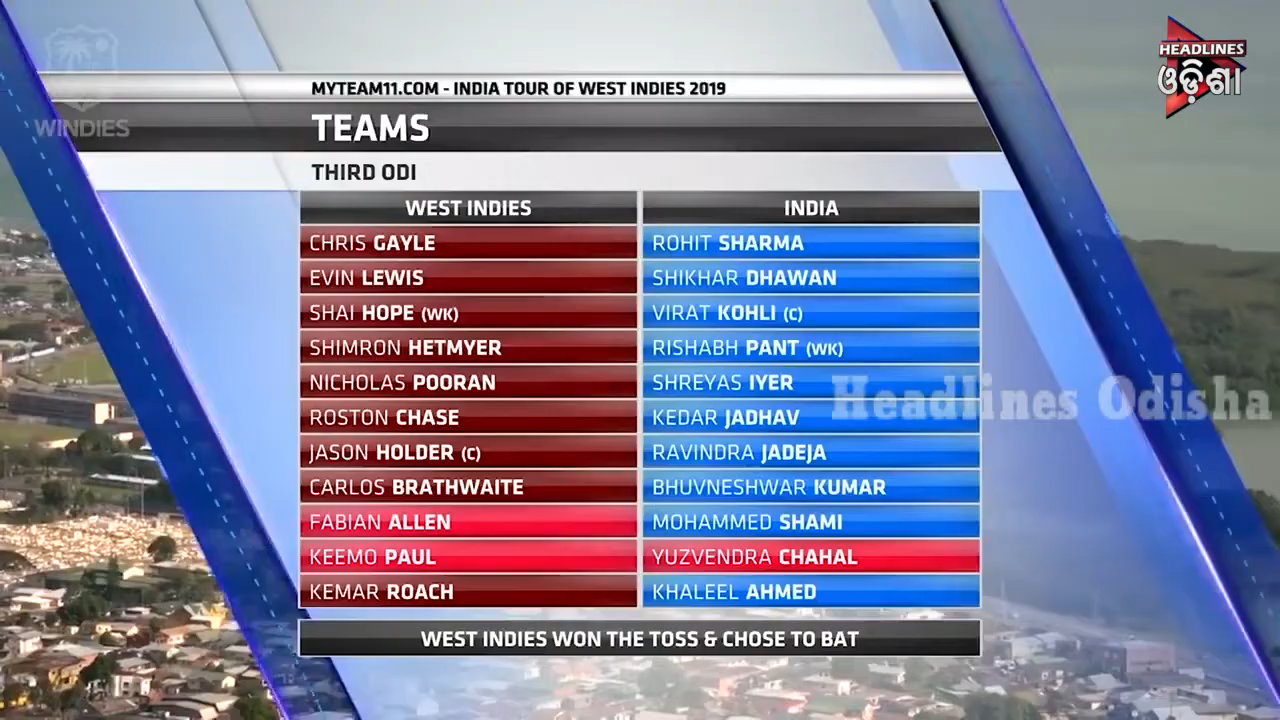 HEADLINES
ଓଡ଼ିଶା
WINDIES
MYTEAM11.COM - INDIA TOUR OF WEST INDIES 2019
TEAMS
THIRD ODI
WEST INDIES
INDIA
CHRIS GAYLE
ROHIT SHARMA
EVIN LEWIS
SHIKHAR DHAWAN
SHAI HOPE (WK)
VIRAT KOHLI (C)
SHIMRON HETMYER
RISHABH PANT (WK)
NICHOLAS POORAN
SHREYAS IYER
Headlines Odisha
ROSTON CHASE
KEDAR JADHAV
JASON HOLDER (C)
RAVINDRA JADEJA
CARLOS BRATHWAITE
BHUVNESHWAR KUMAR
FABIAN ALLEN
MOHAMMED SHAMI
KEEMO PAUL
YUZVENDRA CHAHAL
KEMAR ROACH
KHALEEL AHMED
WEST INDIES WON THE TOSS & CHOSE TO BAT